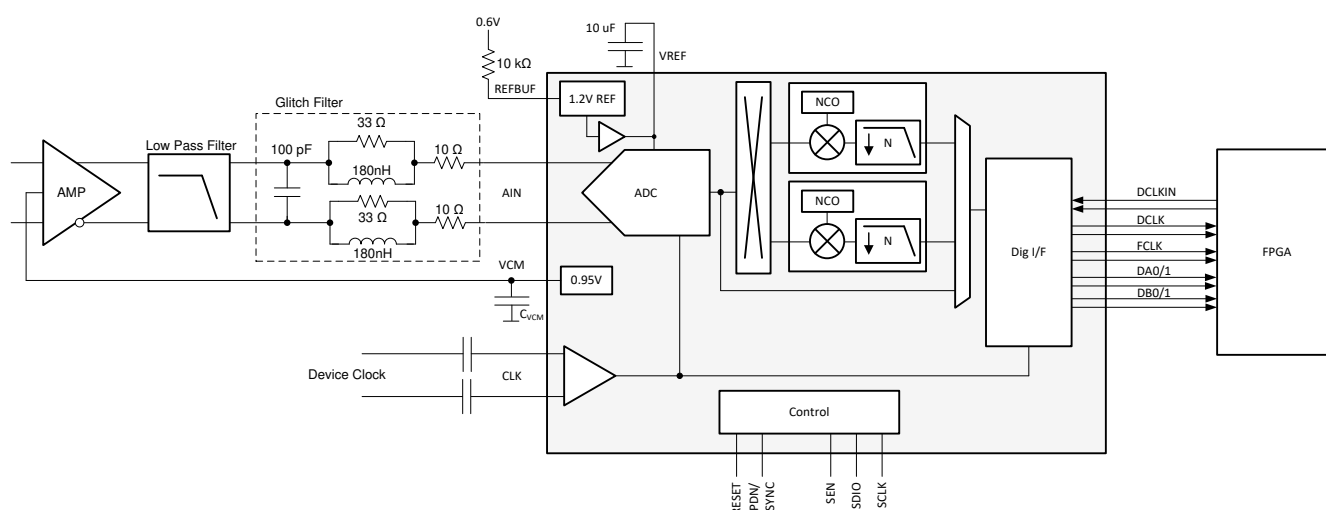 0.6V
10 uF
10 kΩ
VREF
REFBUF
1.2V REF
NCO
Glitch Filter
33 Ω
Low Pass Filter
100 pF
10 Ω
N
180nH
AMP
AIN
ADC
DCLKIN
33 Ω
10 Ω
NCO
DCLK
180nH
N
Dig I/F
FCLK
FPGA
VCM
0.95V
DA0/1
DB0/1
CVCM
Device Clock
CLK
Control
PDN/
SYNC
SEN
SDIO
SCLK